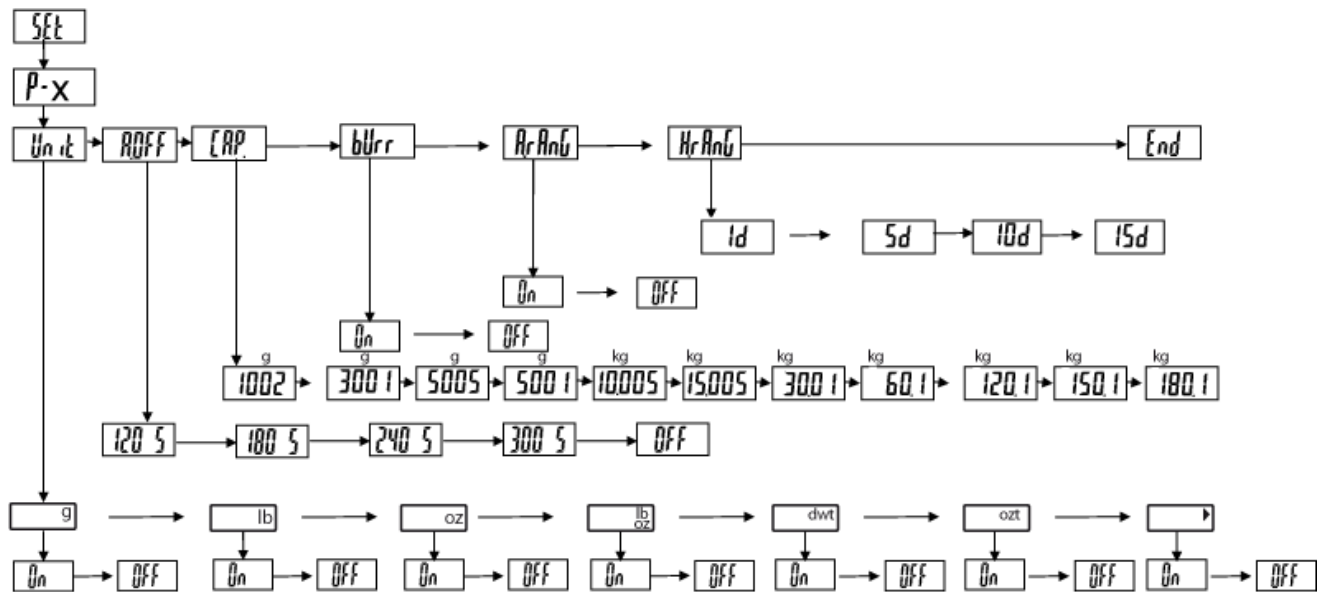 SEt
P-X
Unit A.OFF CAP. bUrr A.rAnG H.rAnG End
1d 5d 10d 15d
On OFF
On OFF
g g g g kg kg kg kg kg kg kg
1002 3001 5005 5001 10.005 15.005 30.01 60.1 120.1 150.1 180.1
120 S 180 S 240 S 300 S OFF
g lb oz lb oz dwt ozt
On OFF On OFF On OFF On OFF On OFF On OFF On OFF